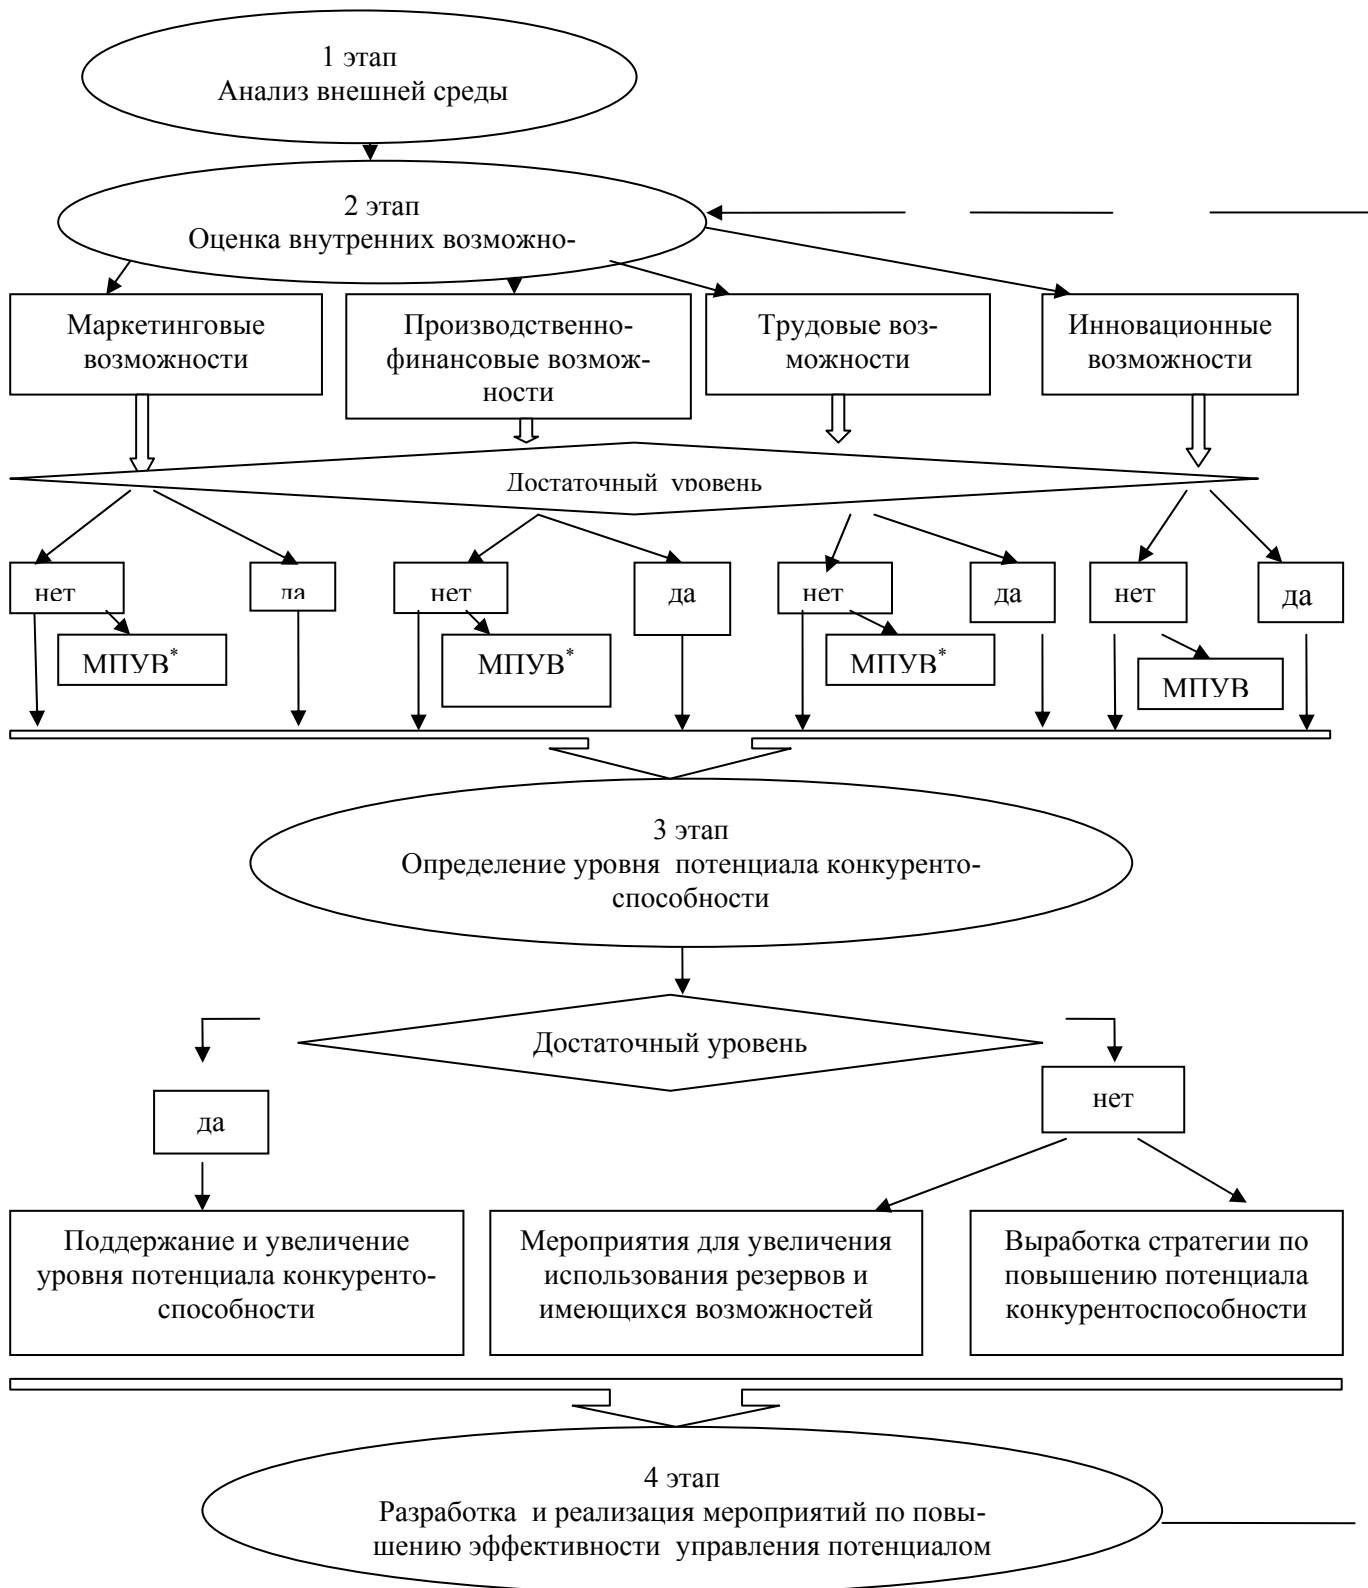 1 этап
Анализ внешней среды
2 этап
Оценка внутренних возможно-
Маркетинговые
возможности
Производственно-
финансовые возмож-
ности
Трудовые воз-
можности
Инновационные
возможности
Достаточный уровень
нет
да
нет
да
нет
да
нет
да
МПУВ*
МПУВ*
МПУВ*
МПУВ
3 этап
Определение уровня потенциала конкуренто-
способности
Достаточный уровень
да
нет
Поддержание и увеличение
уровня потенциала конкуренто-
способности
Мероприятия для увеличения
использования резервов и
имеющихся возможностей
Выработка стратегии по
повышению потенциала
конкурентоспособности
4 этап
Разработка и реализация мероприятий по повы-
шению эффективности управления потенциалом